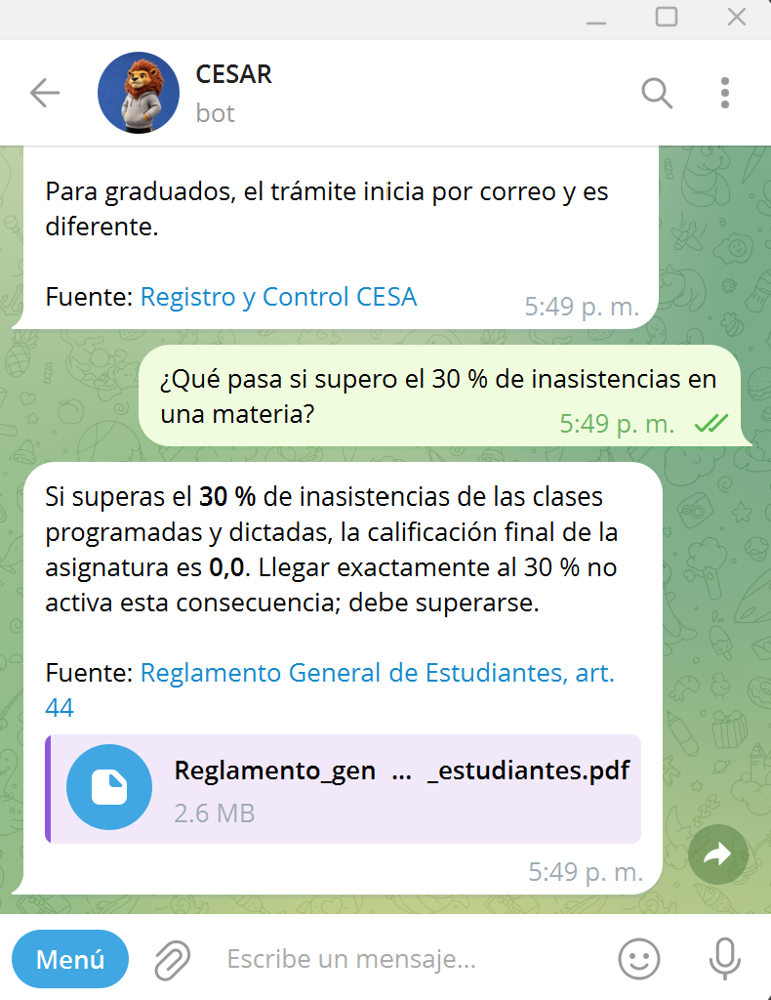 CESAR
bot
Para graduados, el trámite inicia por correo y es
diferente.
Fuente: Registro y Control CESA
5:49 p. m.
¿Qué pasa si supero el 30 % de inasistencias en
una materia?
5:49 p. m.
Si superas el 30 % de inasistencias de las clases
programadas y dictadas, la calificación final de la
asignatura es 0,0. Llegar exactamente al 30 % no
activa esta consecuencia; debe superarse.
Fuente: Reglamento General de Estudiantes, art.
44
Reglamento_gen ... _estudiantes.pdf
2.6 MB
5:49 p. m.
Menú
Escribe un mensaje...